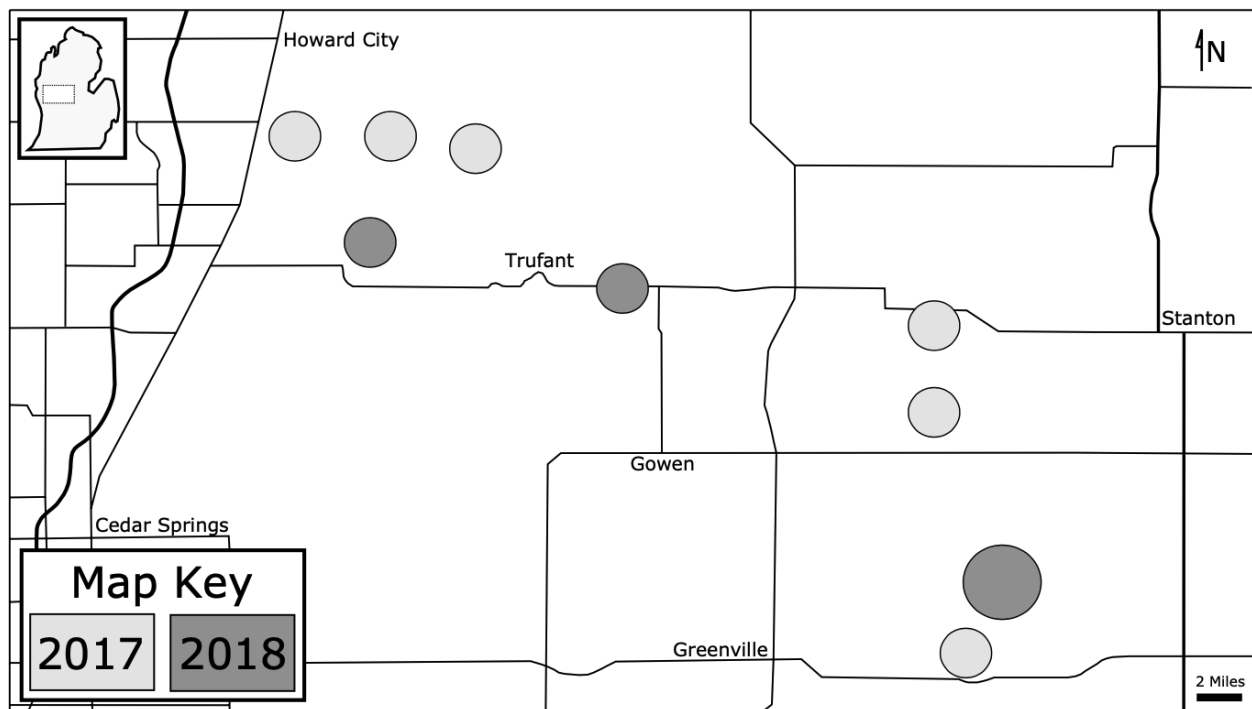 Howard City
N
Trufant
Stanton
Gowen
Cedar Springs
Map Key
2017
2018
Greenville
2 Miles